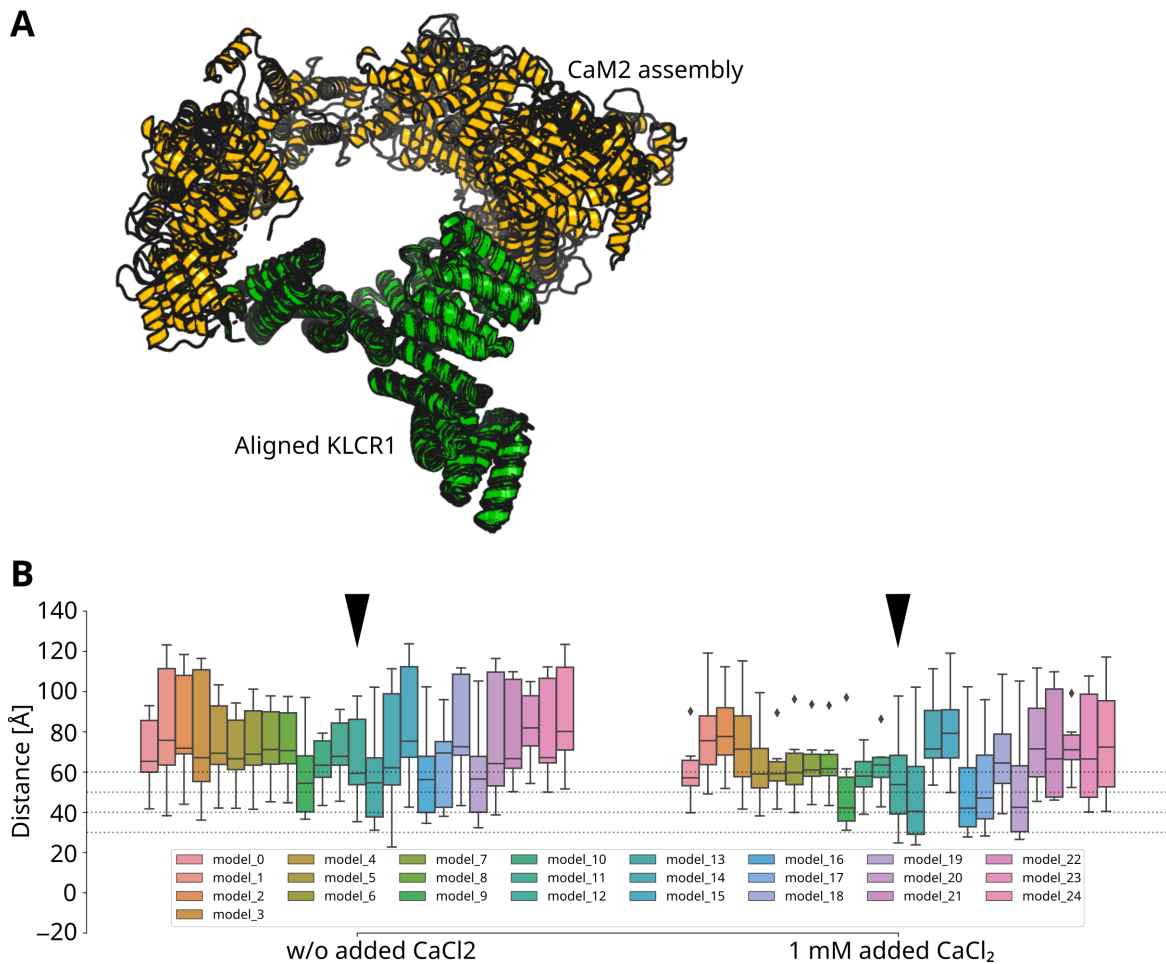 A
CaM2 assembly
Aligned KLCR1
B
Distance [Å]
140
120
100
80
60
40
20
0
−20
model_0
model_1
model_2
model_3
model_4
model_5
model_6
model_7
model_8
model_9
model_10
model_11
model_12
model_13
model_14
model_15
model_16
model_17
model_18
model_19
model_20
model_21
model_22
model_23
model_24
w/o added CaCl2
1 mM added CaCl₂